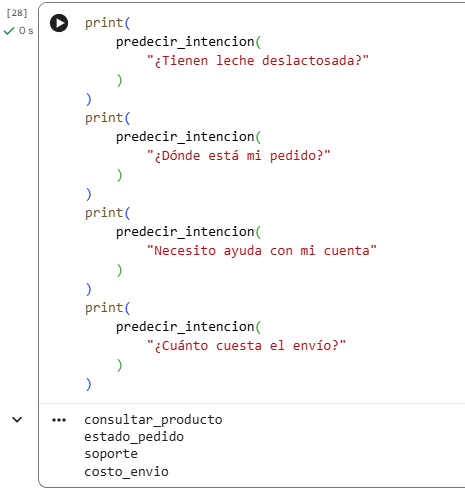 [28]
0 s
print(
predecir_intencion(
"¿Tienen leche deslactosada?"
)
)
print(
predecir_intencion(
"¿Dónde está mi pedido?"
)
)
print(
predecir_intencion(
"Necesito ayuda con mi cuenta"
)
)
print(
predecir_intencion(
"¿Cuánto cuesta el envío?"
)
)
consultar_producto
estado_pedido
soporte
costo_envio